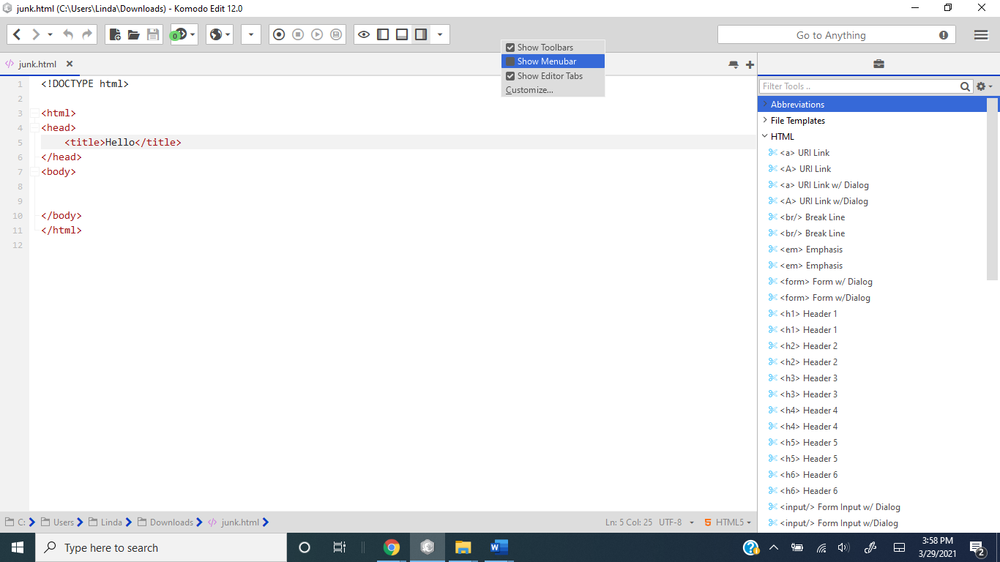 junk.html (C:\Users\Linda\Downloads) - Komodo Edit 12.0
0
Go to Anything
Show Toolbars
Show Menubar
Show Editor Tabs
Customize...
junk.html
1 <!DOCTYPE html>
2
3 <html>
4 <head>
5 <title>Hello</title>
6 </head>
7 <body>
8
9
10 </body>
11 </html>
12
Filter Tools ..
Abbreviations
File Templates
HTML
<a> URI Link
<A> URI Link
<a> URI Link w/ Dialog
<A> URI Link w/Dialog
<br/> Break Line
<br/> Break Line
<em> Emphasis
<em> Emphasis
<form> Form w/ Dialog
<form> Form w/Dialog
<h1> Header 1
<h1> Header 1
<h2> Header 2
<h2> Header 2
<h3> Header 3
<h3> Header 3
<h4> Header 4
<h4> Header 4
<h5> Header 5
<h5> Header 5
<h6> Header 6
<h6> Header 6
<input/> Form Input w/ Dialog
<input/> Form Input w/Dialog
C: Users Linda Downloads junk.html
Ln: 5 Col: 25 UTF-8 HTML5
Type here to search
3:58 PM
3/29/2021
2